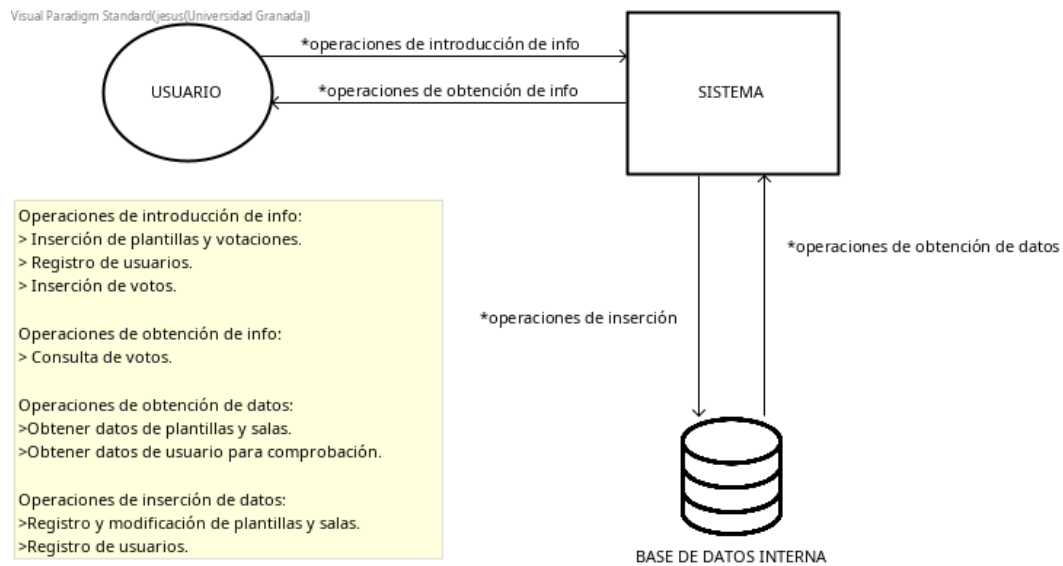 Visual Paradigm Standard(jesus(Universidad Granada))
*operaciones de introducción de info
USUARIO
*operaciones de obtención de info
SISTEMA
Operaciones de introducción de info:
> Inserción de plantillas y votaciones.
> Registro de usuarios.
> Inserción de votos.
Operaciones de obtención de info:
> Consulta de votos.
Operaciones de obtención de datos:
>Obtener datos de plantillas y salas.
>Obtener datos de usuario para comprobación.
Operaciones de inserción de datos:
>Registro y modificación de plantillas y salas.
>Registro de usuarios.
*operaciones de obtención de datos
*operaciones de inserción
BASE DE DATOS INTERNA